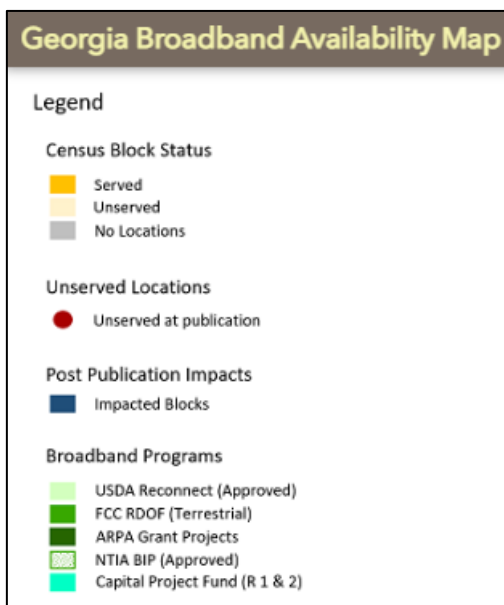 Georgia Broadband Availability Map
Legend
Census Block Status
Served
Unserved
No Locations
Unserved Locations
Unserved at publication
Post Publication Impacts
Impacted Blocks
Broadband Programs
USDA Reconnect (Approved)
FCC RDOF (Terrestrial)
ARPA Grant Projects
NTIA BIP (Approved)
Capital Project Fund (R 1 & 2)